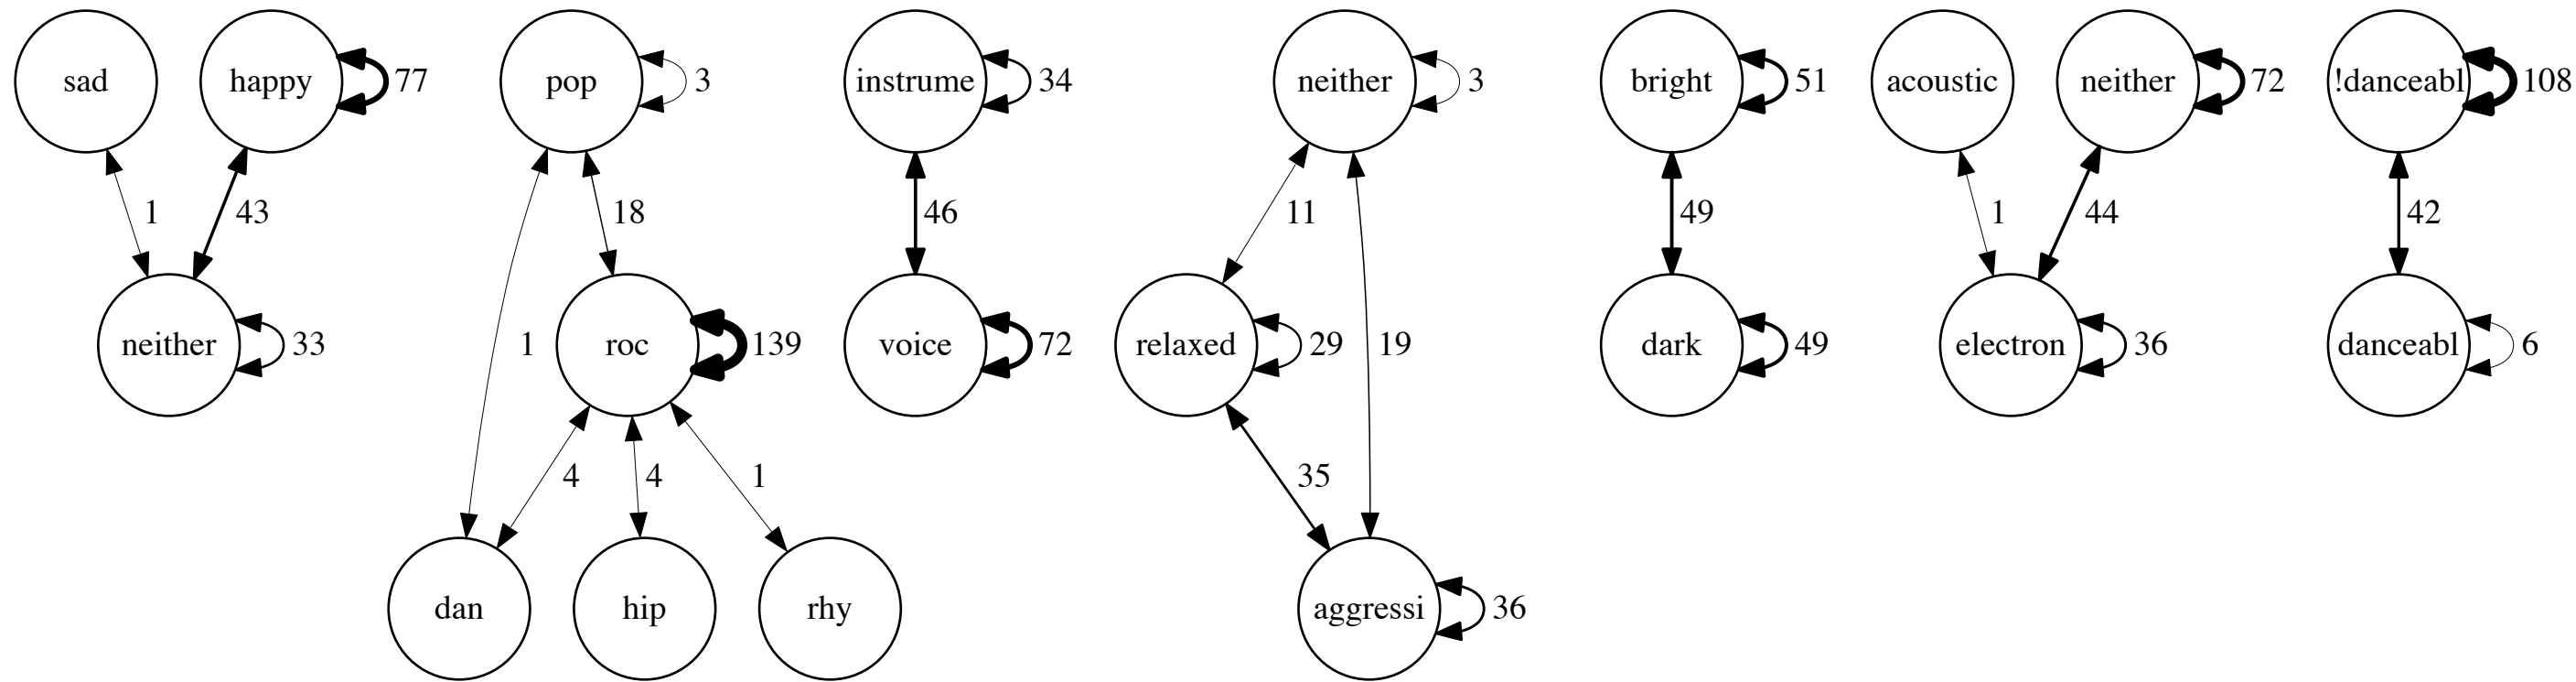 sad
happy
77
1
43
neither
33
pop
3
1
18
roc
139
4
4
1
dan
hip
rhy
instrume
34
46
voice
72
neither
3
11
19
relaxed
29
35
aggressi
36
bright
51
49
dark
49
acoustic
neither
72
1
44
electron
36
!danceabl
108
42
danceabl
6